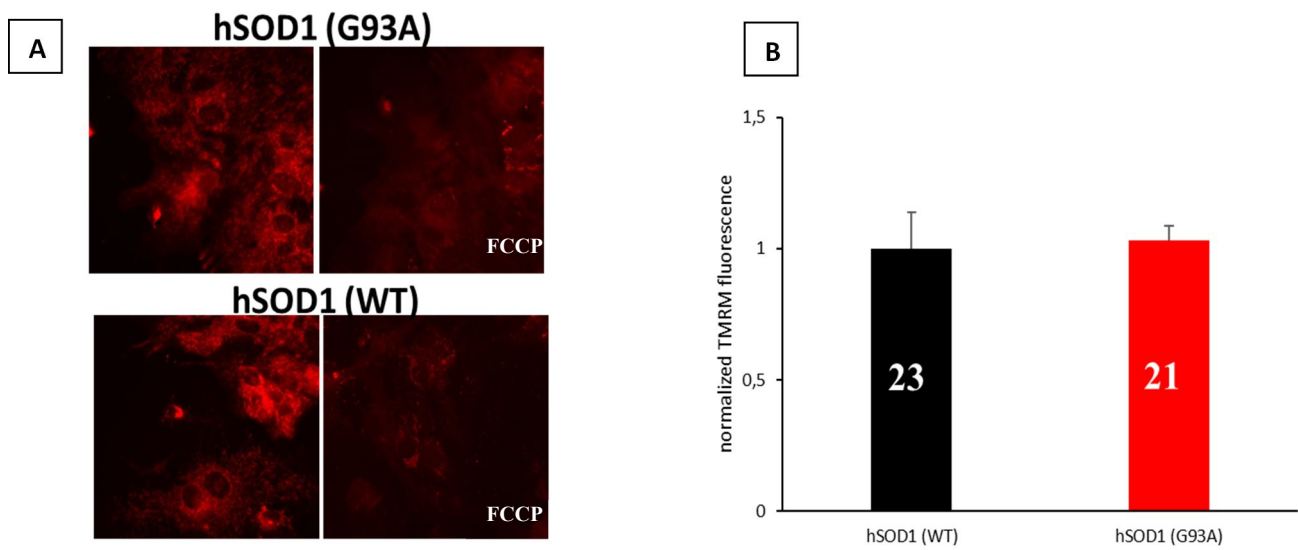 A
hSOD1 (G93A)
FCCP
hSOD1 (WT)
FCCP
B
normalized TMRM fluorescence
1,5
1
0,5
0
23
21
hSOD1 (WT)
hSOD1 (G93A)